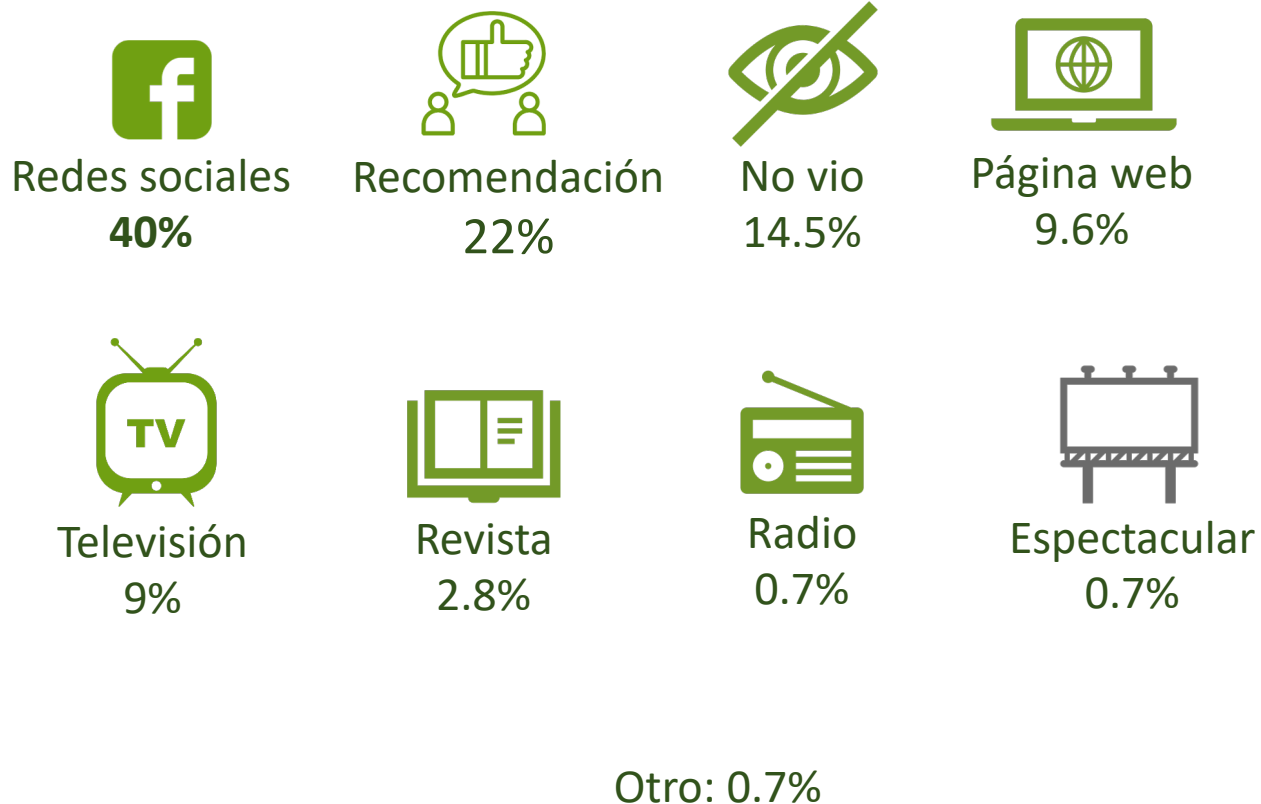 Redes sociales
40%
Recomendación
22%
No vio
14.5%
Página web
9.6%
TV
Televisión
9%
Revista
2.8%
Radio
0.7%
Espectacular
0.7%
Otro: 0.7%